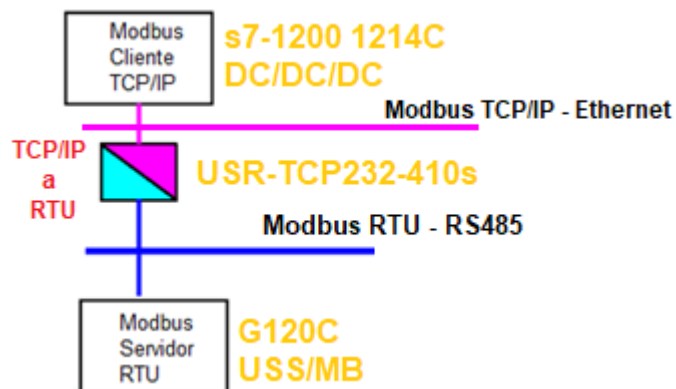 Modbus
Cliente
TCP/IP
s7-1200 1214C
DC/DC/DC
Modbus TCP/IP - Ethernet
TCP/IP
a
RTU
USR-TCP232-410s
Modbus RTU - RS485
Modbus
Servidor
RTU
G120C
USS/MB